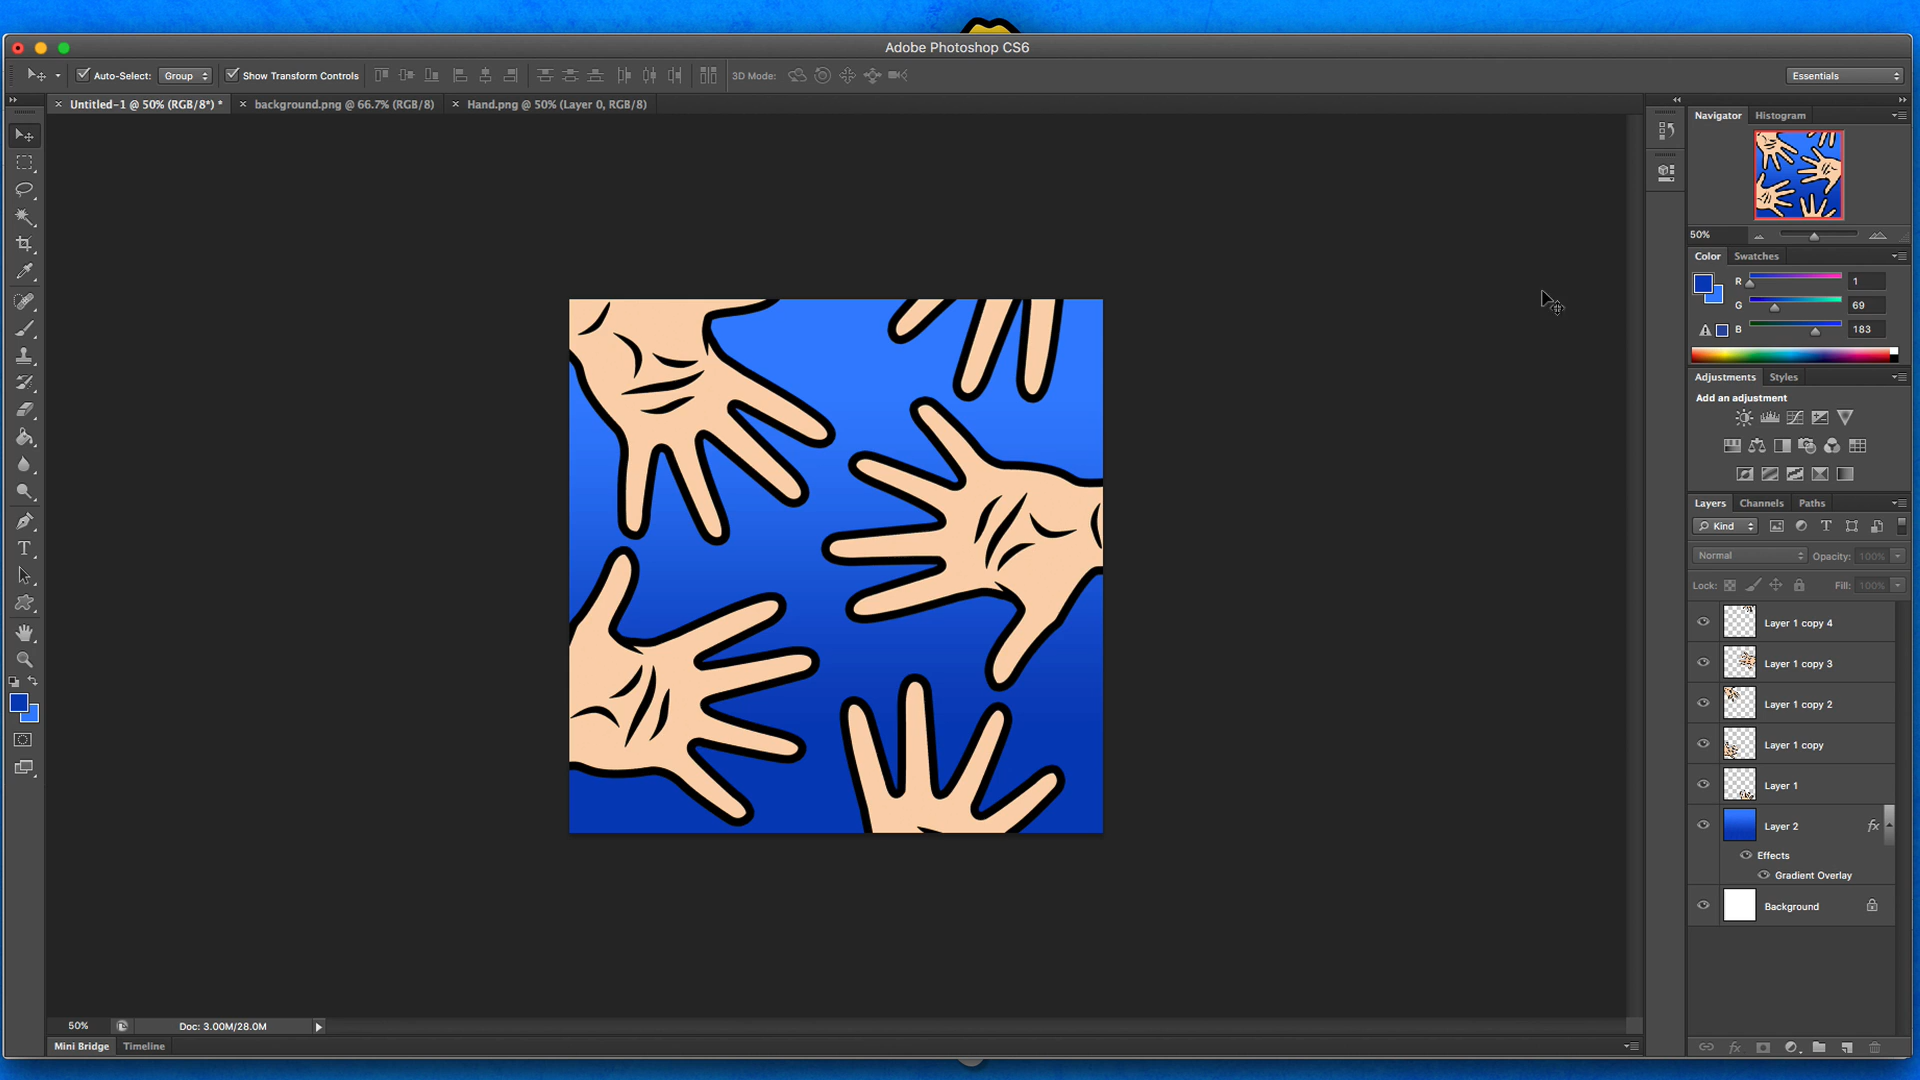 Adobe Photoshop CS6
Auto-Select: Group Show Transform Controls 3D Mode: Essentials
Untitled-1 @ 50% (RGB/8*) * background.png @ 66.7% (RGB/8) Hand.png @ 50% (Layer 0, RGB/8)
Navigator Histogram
50%
Color Swatches
R 1
G 69
B 183
Adjustments Styles
Add an adjustment
Layers Channels Paths
Kind
Normal Opacity: 100%
Lock: Fill: 100%
Layer 1 copy 4
Layer 1 copy 3
Layer 1 copy 2
Layer 1 copy
Layer 1
Layer 2 fx
Effects
Gradient Overlay
Background
50% Doc: 3.00M/28.0M
Mini Bridge Timeline
fx